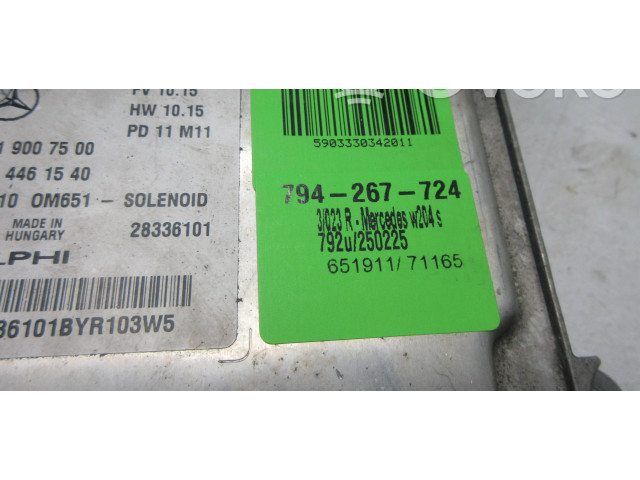 OVOKO
FV 10.15
HW 10.15
PD 11 M11
1 900 75 00
446 15 40
10 OM651 - SOLENOID
MADE IN
HUNGARY 28336101
LPHI
36101BYR103W5
5903330342011
794-267-724
3/023 R - Mercedes w204 s
792u/250225
651911/ 71165